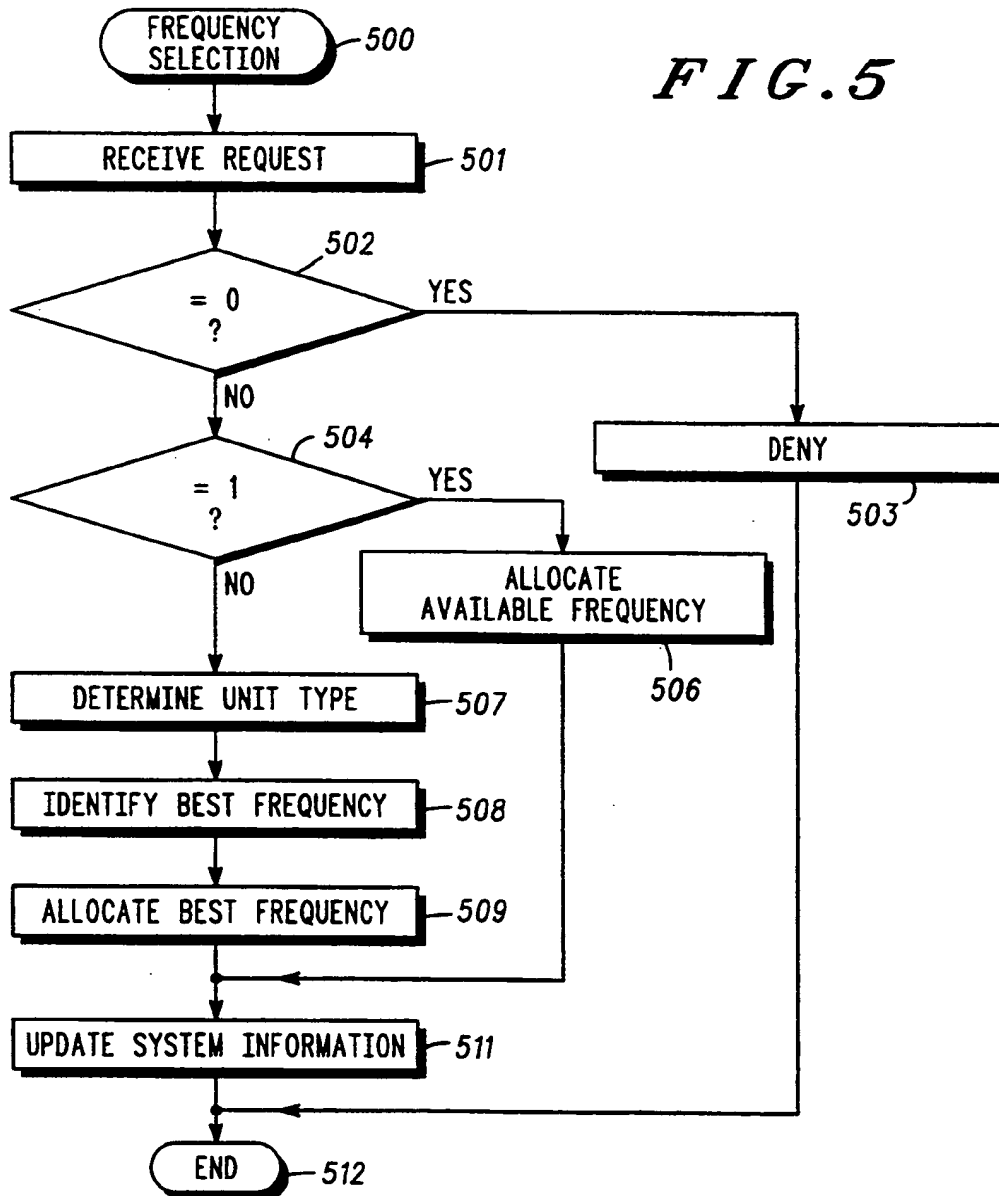 FREQUENCY
SELECTION
500
FIG.5
RECEIVE REQUEST
501
502
= 0
?
YES
NO
504
= 1
?
YES
NO
DENY
503
ALLOCATE
AVAILABLE FREQUENCY
506
DETERMINE UNIT TYPE
507
IDENTIFY BEST FREQUENCY
508
ALLOCATE BEST FREQUENCY
509
UPDATE SYSTEM INFORMATION
511
END
512